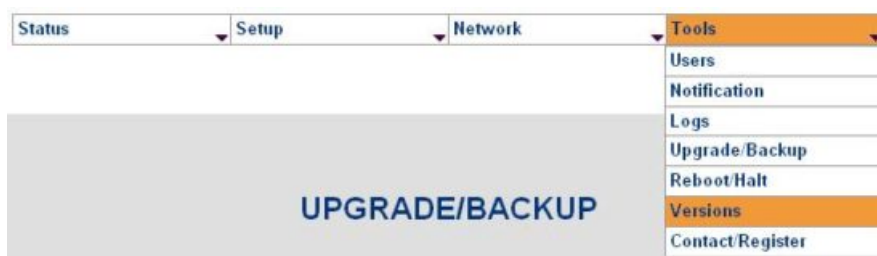 Status Setup Network Tools
Users
Notification
Logs
Upgrade/Backup
Reboot/Halt
UPGRADE/BACKUP
Versions
Contact/Register